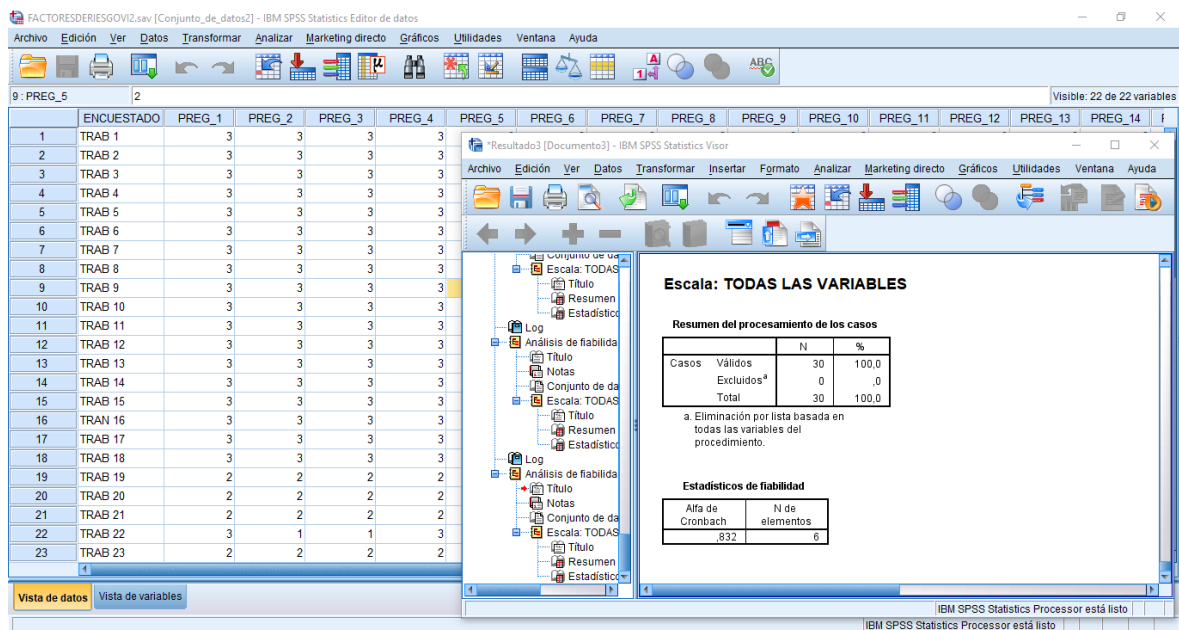 FACTORESDERIESGOVI2.sav [Conjunto_de_datos2] - IBM SPSS Statistics Editor de datos
Archivo Edición Ver Datos Transformar Analizar Marketing directo Gráficos Utilidades Ventana Ayuda
9 : PREG_5 2 Visible: 22 de 22 variables
ENCUESTADO PREG_1 PREG_2 PREG_3 PREG_4 PREG_5 PREG_6 PREG_7 PREG_8 PREG_9 PREG_10 PREG_11 PREG_12 PREG_13 PREG_14
1 TRAB 1 3 3 3 3
2 TRAB 2 3 3 3 3
3 TRAB 3 3 3 3 3
4 TRAB 4 3 3 3 3
5 TRAB 5 3 3 3 3
6 TRAB 6 3 3 3 3
7 TRAB 7 3 3 3 3
8 TRAB 8 3 3 3 3
9 TRAB 9 3 3 3 3
10 TRAB 10 3 3 3 3
11 TRAB 11 3 3 3 3
12 TRAB 12 3 3 3 3
13 TRAB 13 3 3 3 3
14 TRAB 14 3 3 3 3
15 TRAB 15 3 3 3 3
16 TRAN 16 3 3 3 3
17 TRAB 17 3 3 3 3
18 TRAB 18 3 3 3 3
19 TRAB 19 2 2 2 2
20 TRAB 20 2 2 2 2
21 TRAB 21 2 2 2 2
22 TRAB 22 3 1 1 3
23 TRAB 23 2 2 2 2
Vista de datos Vista de variables
*Resultado3 [Documento3] - IBM SPSS Statistics Visor
Archivo Edición Ver Datos Transformar Insertar Formato Analizar Marketing directo Gráficos Utilidades Ventana Ayuda
Conjunto de da
Escala: TODAS
Título
Resumen
Estadístic
Log
Análisis de fiabilida
Título
Notas
Conjunto de da
Escala: TODAS
Título
Resumen
Estadístic
Log
Análisis de fiabilida
Título
Notas
Conjunto de da
Escala: TODAS
Título
Resumen
Estadístic
Escala: TODAS LAS VARIABLES
Resumen del procesamiento de los casos
N %
Casos Válidos 30 100,0
Excluidosª 0 ,0
Total 30 100,0
a. Eliminación por lista basada en
todas las variables del
procedimiento.
Estadísticos de fiabilidad
Alfa de N de
Cronbach elementos
,832 6
IBM SPSS Statistics Processor está listo
IBM SPSS Statistics Processor está listo